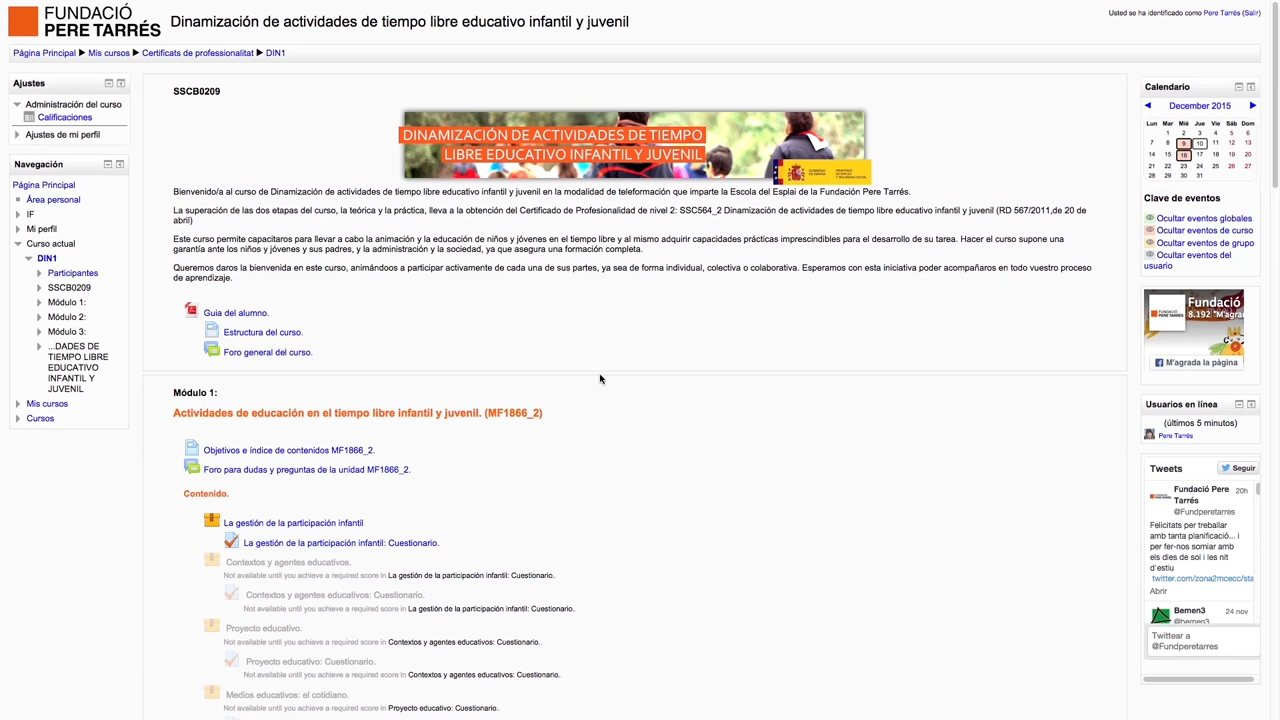 FUNDACIÓ
PERE TARRÉS
Dinamización de actividades de tiempo libre educativo infantil y juvenil
Usted se ha identificado como Pere Tarrés (Salir)
Página Principal ▶ Mis cursos ▶ Certificats de professionalitat ▶ DIN1
Ajustes
Administración del curso
Calificaciones
Ajustes de mi perfil
Navegación
Página Principal
Área personal
IF
Mi perfil
Curso actual
DIN1
Participantes
SSCB0209
Módulo 1:
Módulo 2:
Módulo 3:
...DADES DE
TIEMPO LIBRE
EDUCATIVO
INFANTIL Y
JUVENIL
Mis cursos
Cursos
SSCB0209
DINAMIZACIÓN DE ACTIVIDADES DE TIEMPO
LIBRE EDUCATIVO INFANTIL Y JUVENIL
Bienvenido/a al curso de Dinamización de actividades de tiempo libre educativo infantil y juvenil en la modalidad de teleformación que imparte la Escola del Esplai de la Fundación Pere Tarrés.
La superación de las dos etapas del curso, la teórica y la práctica, lleva a la obtención del Certificado de Profesionalidad de nivel 2: SSC564_2 Dinamización de actividades de tiempo libre educativo infantil y juvenil (RD 567/2011,de 20 de
abril)
Este curso permite capacitaros para llevar a cabo la animación y la educación de niños y jóvenes en el tiempo libre y al mismo adquirir capacidades prácticas imprescindibles para el desarrollo de su tarea. Hacer el curso supone una
garantía ante los niños y jóvenes y sus padres, y la administración y la sociedad, ya que asegura una formación completa.
Queremos daros la bienvenida en este curso, animándoos a participar activamente de cada una de sus partes, ya sea de forma individual, colectiva o colaborativa. Esperamos con esta iniciativa poder acompañaros en todo vuestro proceso
de aprendizaje.
Guia del alumno.
Estructura del curso.
Foro general del curso.
Módulo 1:
Actividades de educación en el tiempo libre infantil y juvenil. (MF1866_2)
Objetivos e índice de contenidos MF1866_2.
Foro para dudas y preguntas de la unidad MF1866_2.
Contenido.
La gestión de la participación infantil
La gestión de la participación infantil: Cuestionario.
Contextos y agentes educativos.
Not available until you achieve a required score in La gestión de la participación infantil: Cuestionario..
Contextos y agentes educativos: Cuestionario.
Not available until you achieve a required score in La gestión de la participación infantil: Cuestionario..
Proyecto educativo.
Not available until you achieve a required score in Contextos y agentes educativos: Cuestionario..
Proyecto educativo: Cuestionario.
Not available until you achieve a required score in Contextos y agentes educativos: Cuestionario..
Medios educativos: el cotidiano.
Not available until you achieve a required score in Proyecto educativo: Cuestionario..
Calendario
◀ December 2015 ▶
Lun Mar Mié Jue Vie Sáb Dom
1 2 3 4 5 6
7 8 9 10 11 12 13
14 15 16 17 18 19 20
21 22 23 24 25 26 27
28 29 30 31
Clave de eventos
Ocultar eventos globales
Ocultar eventos de curso
Ocultar eventos de grupo
Ocultar eventos del
usuario
Fundació
8.192 "M'agra
M'agrada la pàgina
Usuarios en línea
(últimos 5 minutos)
Pere Tarrés
Tweets
Seguir
Fundació Pere 20h
Tarrés
@Fundperetarres
Felicitats per treballar
amb tanta planificació... i
per fer-nos somiar amb
els dies de sol i les nit
d'estiu
twitter.com/zona2mcecc/sta
Abrir
Bemen3 24 nov
@bemen3
Twittear a
@Fundperetarres